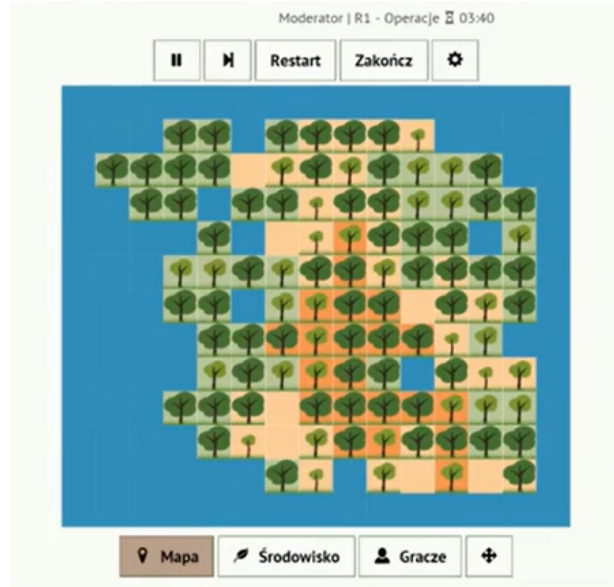 Moderator | R1 - Operacje ⌛ 03:40
Restart Zakończ
Mapa Środowisko Gracze